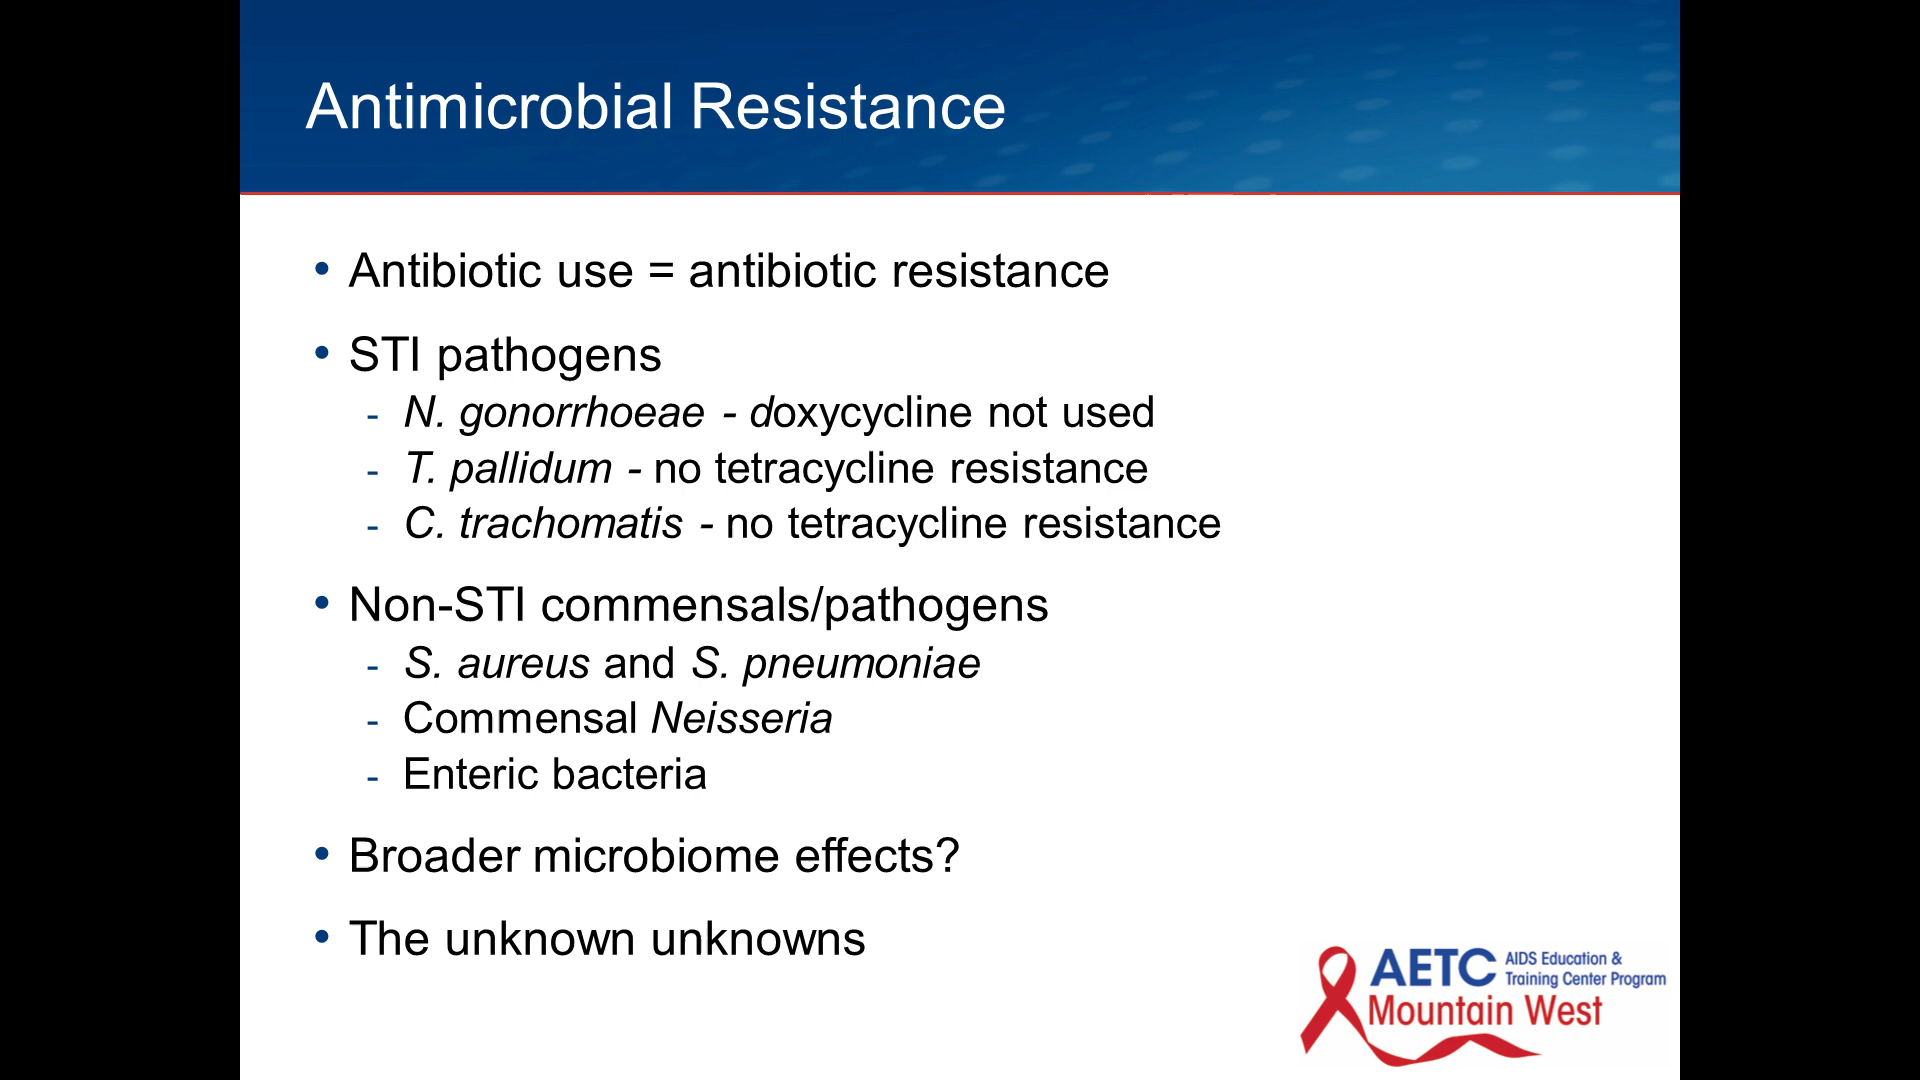 Antimicrobial Resistance
• Antibiotic use = antibiotic resistance
• STI pathogens
- N. gonorrhoeae - doxycycline not used
- T. pallidum - no tetracycline resistance
- C. trachomatis - no tetracycline resistance
• Non-STI commensals/pathogens
- S. aureus and S. pneumoniae
- Commensal Neisseria
- Enteric bacteria
• Broader microbiome effects?
• The unknown unknowns
AETC AIDS Education &
Training Center Program
Mountain West